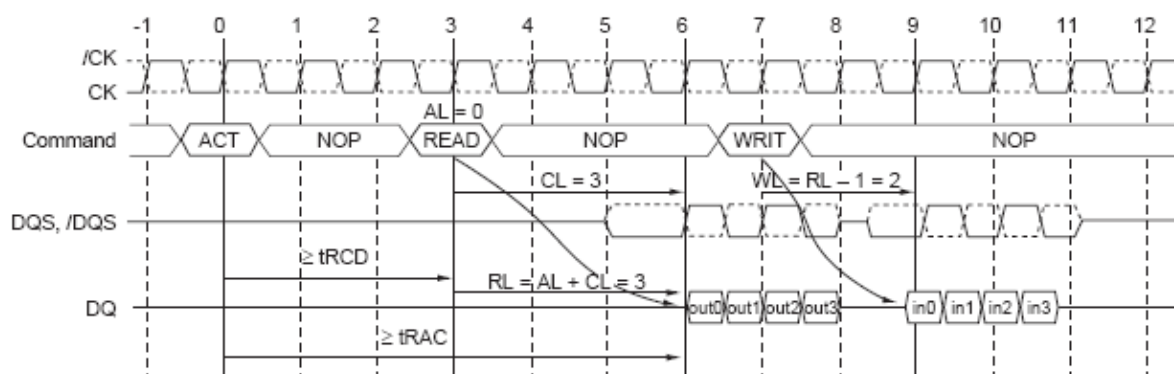 -1 0 1 2 3 4 5 6 7 8 9 10 11 12
/CK
CK
AL = 0
Command ACT NOP READ NOP WRIT NOP
CL = 3 WL = RL – 1 = 2
DQS, /DQS
≥ tRCD
RL = AL + CL = 3
DQ out0 out1 out2 out3 in0 in1 in2 in3
≥ tRAC